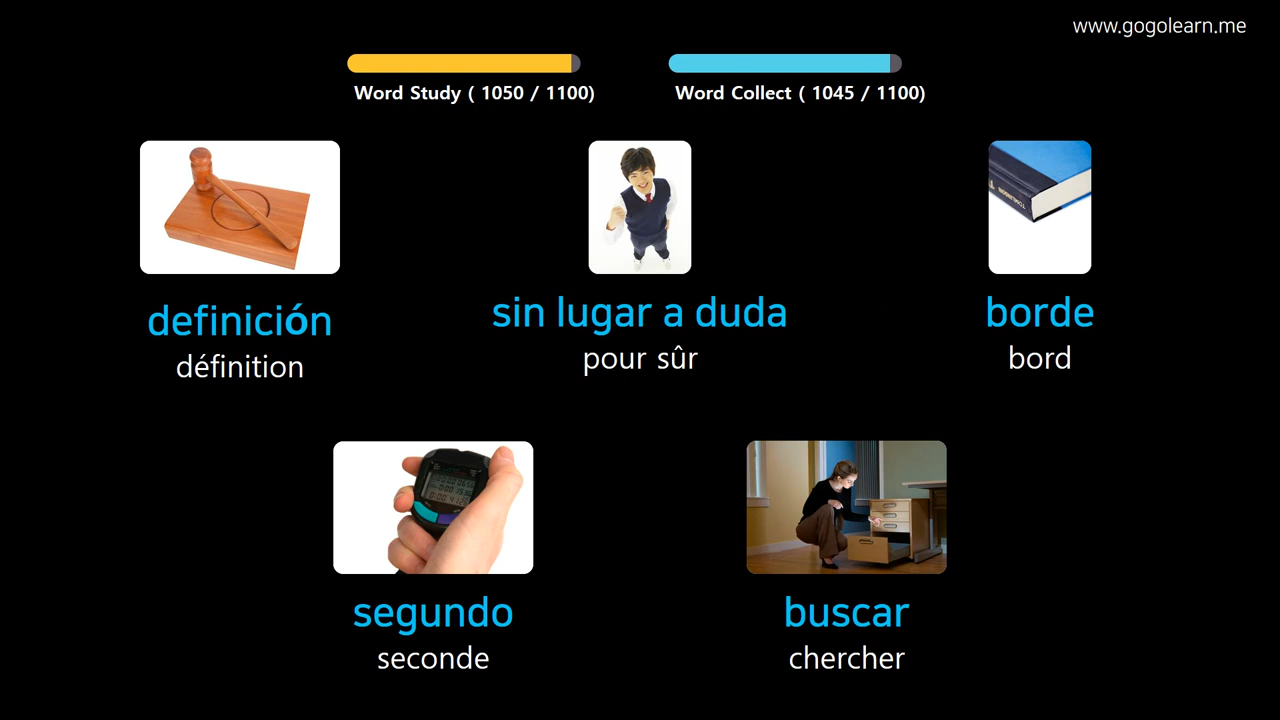 www.gogolearn.me
Word Study ( 1050 / 1100)
Word Collect ( 1045 / 1100)
definición
définition
sin lugar a duda
pour sûr
borde
bord
segundo
seconde
buscar
chercher